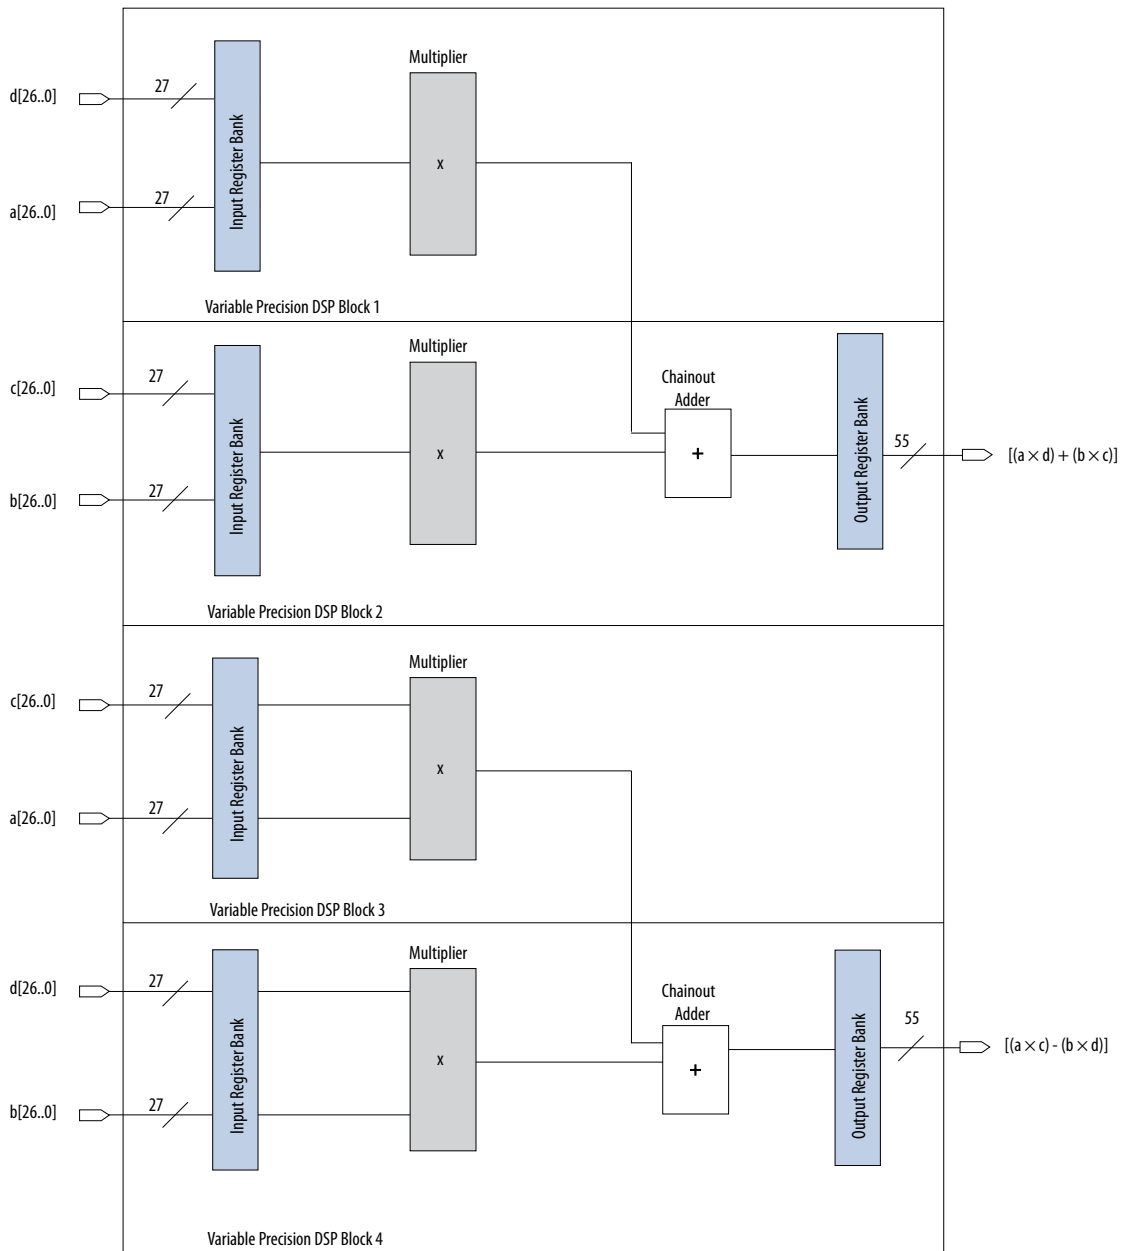 Multiplier
d[26..0]
27
Input Register Bank
x
27
a[26..0]
Variable Precision DSP Block 1
Multiplier
c[26..0]
27
Chainout
Adder
Input Register Bank
x
+
Output Register Bank
55
[(a × d) + (b × c)]
27
b[26..0]
Variable Precision DSP Block 2
Multiplier
c[26..0]
27
Input Register Bank
x
27
a[26..0]
Variable Precision DSP Block 3
Multiplier
d[26..0]
27
Chainout
Adder
Input Register Bank
x
+
Output Register Bank
55
[(a × c) - (b × d)]
27
b[26..0]
Variable Precision DSP Block 4